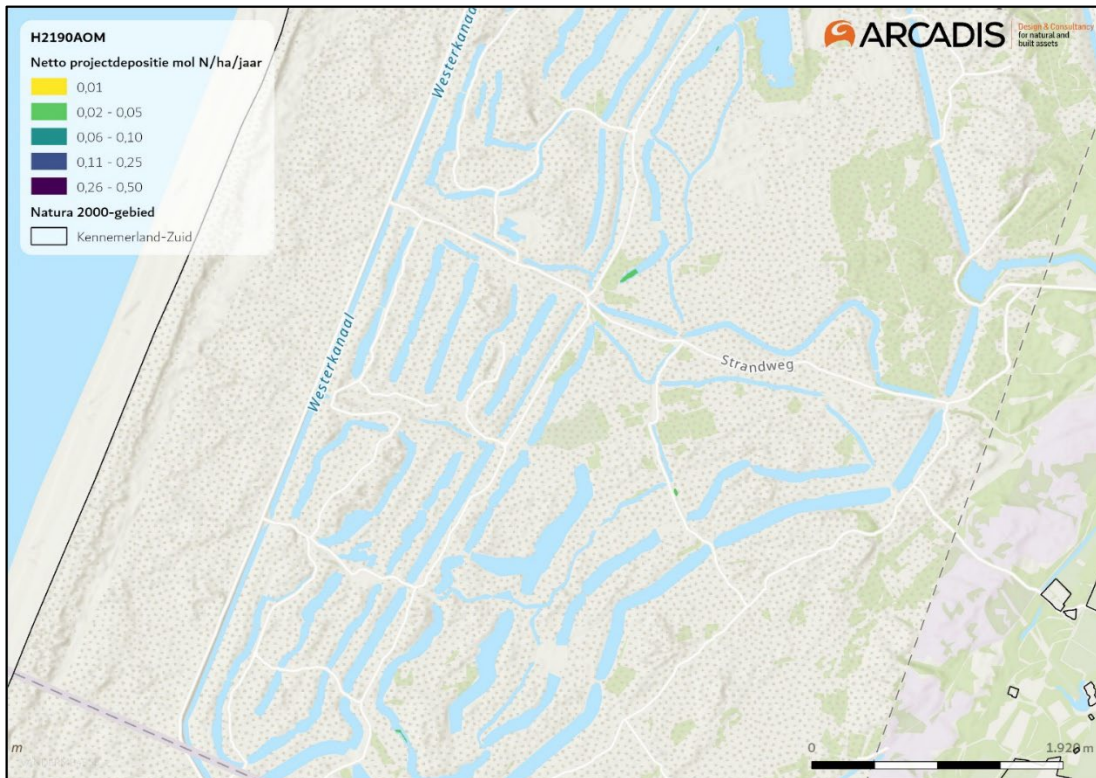 H2190AOM
Netto projectdepositie mol N/ha/jaar
0,01
0,02 - 0,05
0,06 - 0,10
0,11 - 0,25
0,26 - 0,50
Natura 2000-gebied
Kennemerland-Zuid
ARCADIS
Design & Consultancy
for natural and
built assets
Westerkanaal
Westerkanaal
Strandweg
m
0
1.920 m